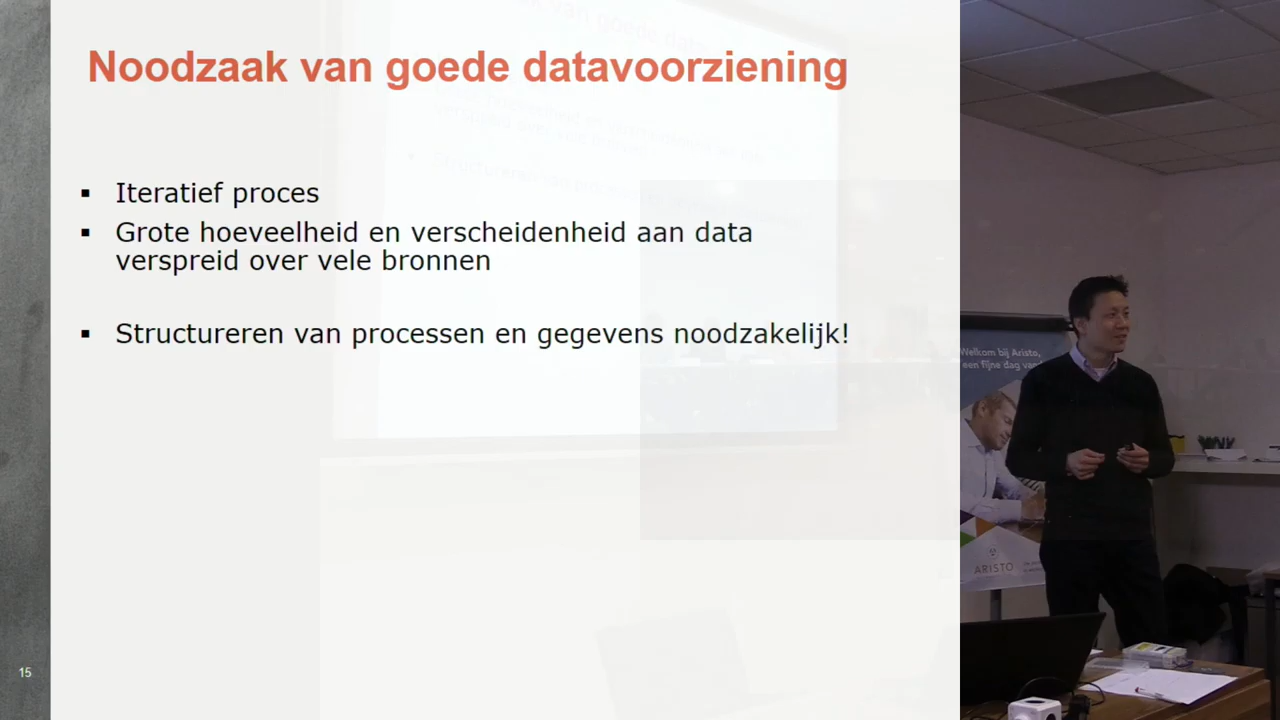 Noodzaak van goede datavoorziening
▪ Iteratief proces
▪ Grote hoeveelheid en verscheidenheid aan data
verspreid over vele bronnen
▪ Structureren van processen en gegevens noodzakelijk!
15
Welkom bij Aristo,
een fijne dag
ARISTO